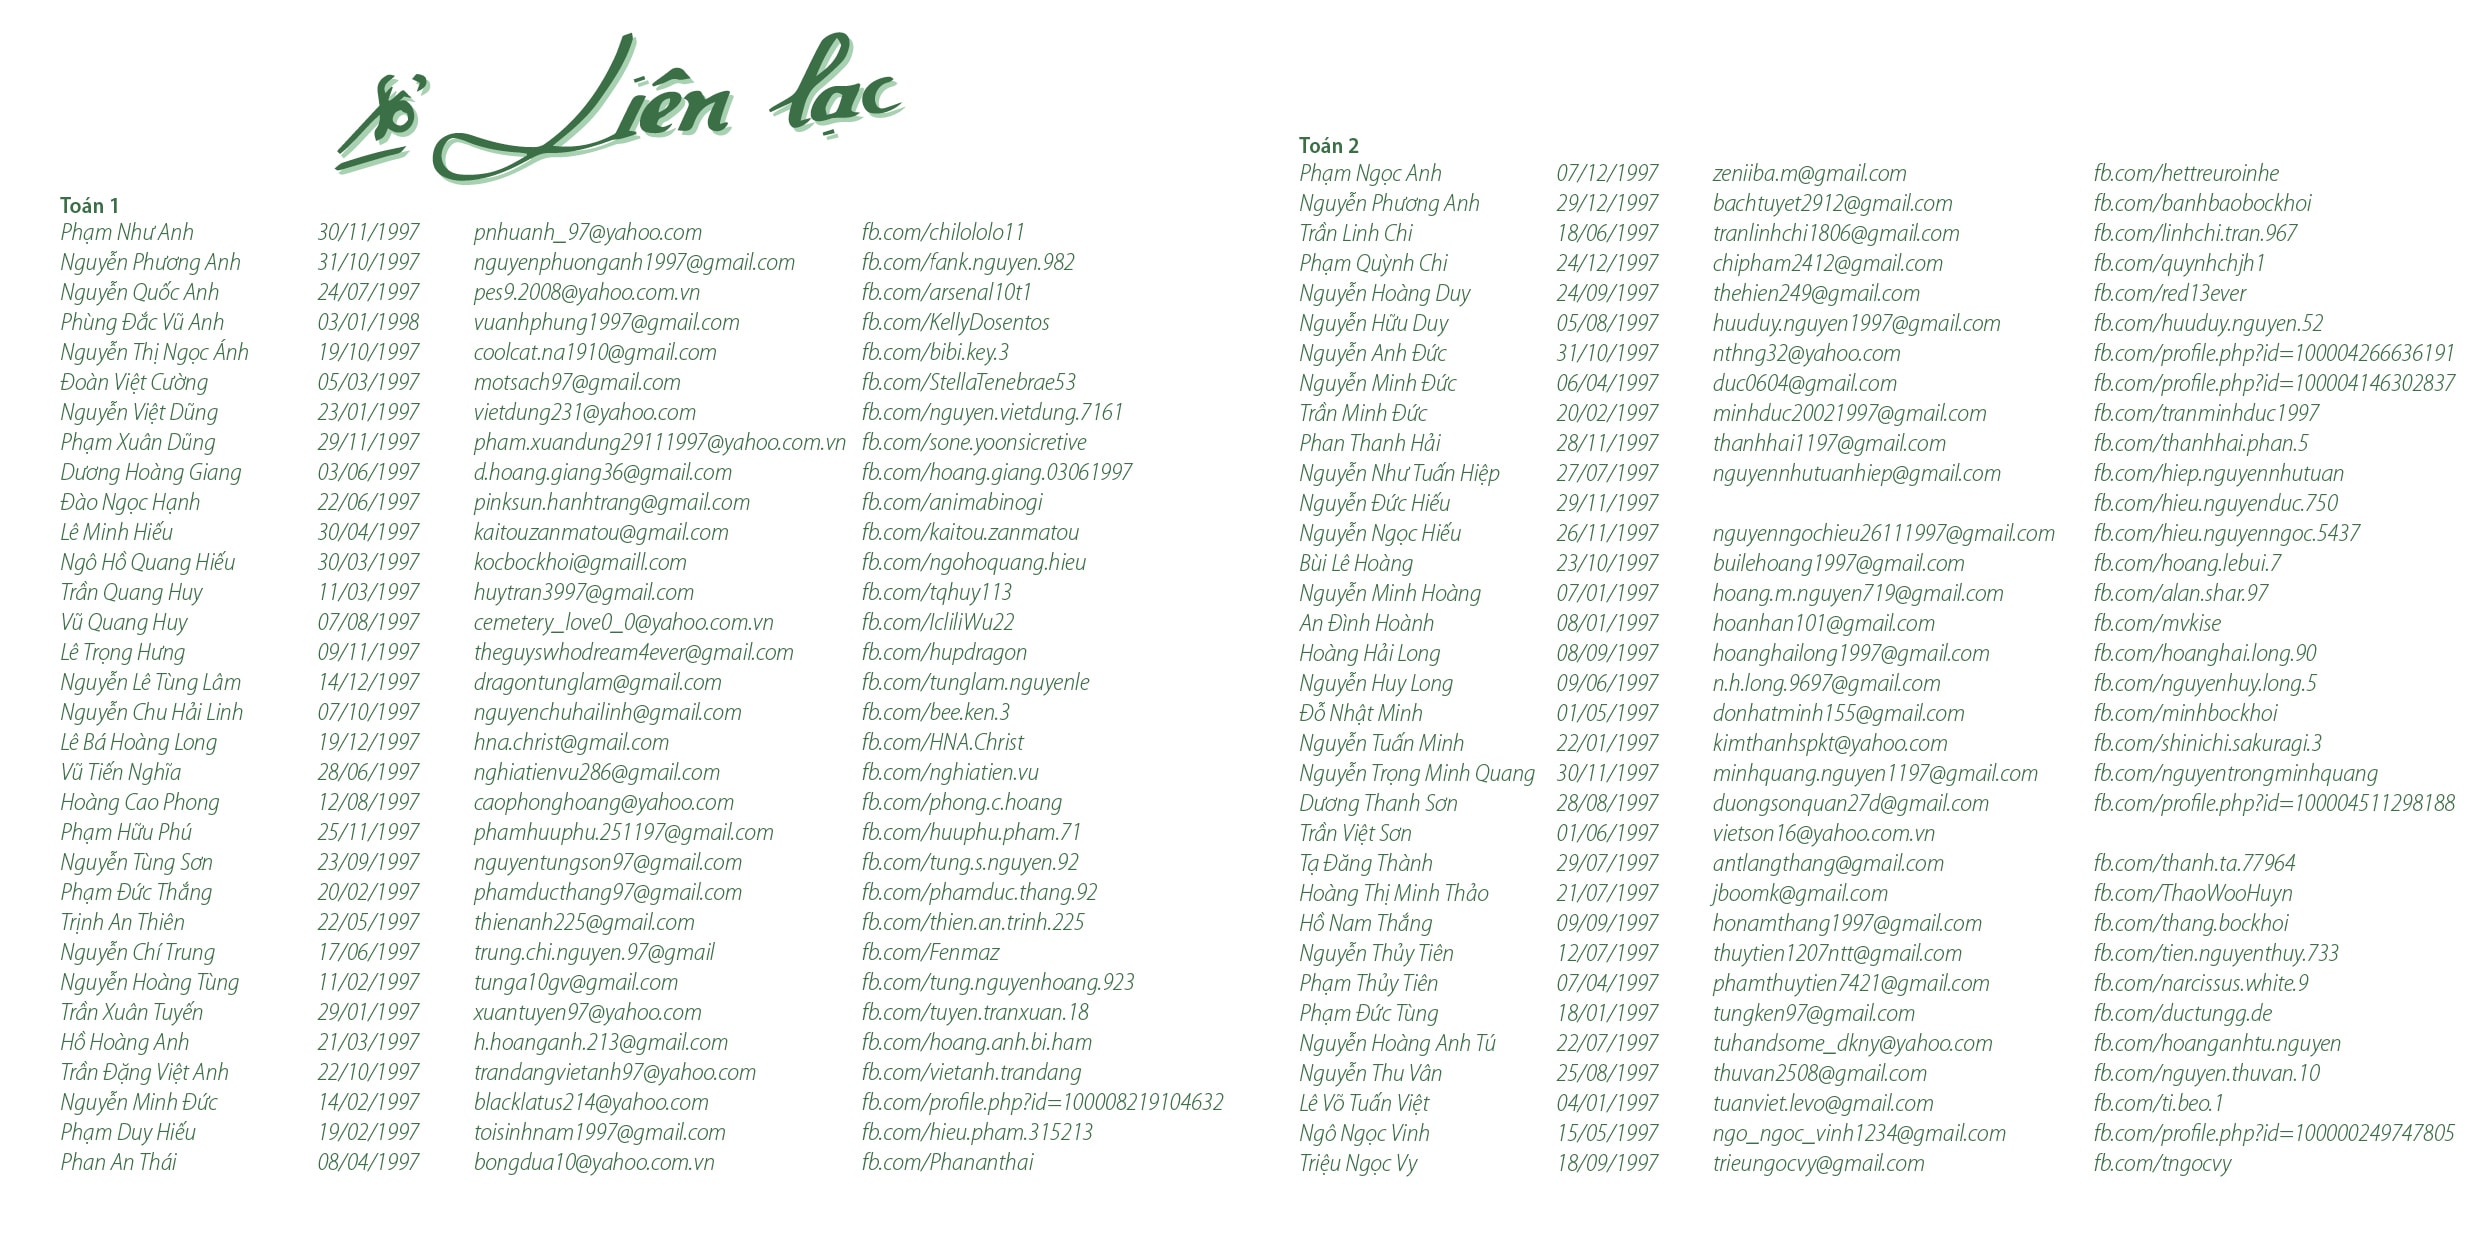 Sổ Liên lạc
Toán 1
Phạm Như Anh 30/11/1997 pnhuanh_97@yahoo.com fb.com/chilololo11
Nguyễn Phương Anh 31/10/1997 nguyenphuonganh1997@gmail.com fb.com/fank.nguyen.982
Nguyễn Quốc Anh 24/07/1997 pes9.2008@yahoo.com.vn fb.com/arsenal10t1
Phùng Đắc Vũ Anh 03/01/1998 vuanhphung1997@gmail.com fb.com/KellyDosentos
Nguyễn Thị Ngọc Ánh 19/10/1997 coolcat.na1910@gmail.com fb.com/bibi.key.3
Đoàn Việt Cường 05/03/1997 motsach97@gmail.com fb.com/StellaTenebrae53
Nguyễn Việt Dũng 23/01/1997 vietdung231@yahoo.com fb.com/nguyen.vietdung.7161
Phạm Xuân Dũng 29/11/1997 pham.xuandung29111997@yahoo.com.vn fb.com/sone.yoonsicretive
Dương Hoàng Giang 03/06/1997 d.hoang.giang36@gmail.com fb.com/hoang.giang.03061997
Đào Ngọc Hạnh 22/06/1997 pinksun.hanhtrang@gmail.com fb.com/animabinogi
Lê Minh Hiếu 30/04/1997 kaitouzanmatou@gmail.com fb.com/kaitou.zanmatou
Ngô Hồ Quang Hiếu 30/03/1997 kocbockhoi@gmaill.com fb.com/ngohoquang.hieu
Trần Quang Huy 11/03/1997 huytran3997@gmail.com fb.com/tqhuy113
Vũ Quang Huy 07/08/1997 cemetery_love0_0@yahoo.com.vn fb.com/IcliliWu22
Lê Trọng Hưng 09/11/1997 theguyswhodream4ever@gmail.com fb.com/hupdragon
Nguyễn Lê Tùng Lâm 14/12/1997 dragontunglam@gmail.com fb.com/tunglam.nguyenle
Nguyễn Chu Hải Linh 07/10/1997 nguyenchuhailinh@gmail.com fb.com/bee.ken.3
Lê Bá Hoàng Long 19/12/1997 hna.christ@gmail.com fb.com/HNA.Christ
Vũ Tiến Nghĩa 28/06/1997 nghiatienvu286@gmail.com fb.com/nghiatien.vu
Hoàng Cao Phong 12/08/1997 caophonghoang@yahoo.com fb.com/phong.c.hoang
Phạm Hữu Phú 25/11/1997 phamhuuphu.251197@gmail.com fb.com/huuphu.pham.71
Nguyễn Tùng Sơn 23/09/1997 nguyentungson97@gmail.com fb.com/tung.s.nguyen.92
Phạm Đức Thắng 20/02/1997 phamducthang97@gmail.com fb.com/phamduc.thang.92
Trịnh An Thiên 22/05/1997 thienanh225@gmail.com fb.com/thien.an.trinh.225
Nguyễn Chí Trung 17/06/1997 trung.chi.nguyen.97@gmail fb.com/Fenmaz
Nguyễn Hoàng Tùng 11/02/1997 tunga10gv@gmail.com fb.com/tung.nguyenhoang.923
Trần Xuân Tuyến 29/01/1997 xuantuyen97@yahoo.com fb.com/tuyen.tranxuan.18
Hồ Hoàng Anh 21/03/1997 h.hoanganh.213@gmail.com fb.com/hoang.anh.bi.ham
Trần Đặng Việt Anh 22/10/1997 trandangvietanh97@yahoo.com fb.com/vietanh.trandang
Nguyễn Minh Đức 14/02/1997 blacklatus214@yahoo.com fb.com/profile.php?id=100008219104632
Phạm Duy Hiếu 19/02/1997 toisinhnam1997@gmail.com fb.com/hieu.pham.315213
Phan An Thái 08/04/1997 bongdua10@yahoo.com.vn fb.com/Phananthai
Toán 2
Phạm Ngọc Anh 07/12/1997 zeniiba.m@gmail.com fb.com/hettreuroinhe
Nguyễn Phương Anh 29/12/1997 bachtuyet2912@gmail.com fb.com/banhbaobockhoi
Trần Linh Chi 18/06/1997 tranlinhchi1806@gmail.com fb.com/linhchi.tran.967
Phạm Quỳnh Chi 24/12/1997 chipham2412@gmail.com fb.com/quynhchjh1
Nguyễn Hoàng Duy 24/09/1997 thehien249@gmail.com fb.com/red13ever
Nguyễn Hữu Duy 05/08/1997 huuduy.nguyen1997@gmail.com fb.com/huuduy.nguyen.52
Nguyễn Anh Đức 31/10/1997 nthng32@yahoo.com fb.com/profile.php?id=100004266636191
Nguyễn Minh Đức 06/04/1997 duc0604@gmail.com fb.com/profile.php?id=100004146302837
Trần Minh Đức 20/02/1997 minhduc20021997@gmail.com fb.com/tranminhduc1997
Phan Thanh Hải 28/11/1997 thanhhai1197@gmail.com fb.com/thanhhai.phan.5
Nguyễn Như Tuấn Hiệp 27/07/1997 nguyennhutuanhiep@gmail.com fb.com/hiep.nguyennhutuan
Nguyễn Đức Hiếu 29/11/1997 fb.com/hieu.nguyenduc.750
Nguyễn Ngọc Hiếu 26/11/1997 nguyenngochieu26111997@gmail.com fb.com/hieu.nguyenngoc.5437
Bùi Lê Hoàng 23/10/1997 builehoang1997@gmail.com fb.com/hoang.lebui.7
Nguyễn Minh Hoàng 07/01/1997 hoang.m.nguyen719@gmail.com fb.com/alan.shar.97
An Đình Hoành 08/01/1997 hoanhan101@gmail.com fb.com/mvkise
Hoàng Hải Long 08/09/1997 hoanghailong1997@gmail.com fb.com/hoanghai.long.90
Nguyễn Huy Long 09/06/1997 n.h.long.9697@gmail.com fb.com/nguyenhuy.long.5
Đỗ Nhật Minh 01/05/1997 donhatminh155@gmail.com fb.com/minhbockhoi
Nguyễn Tuấn Minh 22/01/1997 kimthanhspkt@yahoo.com fb.com/shinichi.sakuragi.3
Nguyễn Trọng Minh Quang 30/11/1997 minhquang.nguyen1197@gmail.com fb.com/nguyentrongminhquang
Dương Thanh Sơn 28/08/1997 duongsonquan27d@gmail.com fb.com/profile.php?id=100004511298188
Trần Việt Sơn 01/06/1997 vietson16@yahoo.com.vn
Tạ Đăng Thành 29/07/1997 antlangthang@gmail.com fb.com/thanh.ta.77964
Hoàng Thị Minh Thảo 21/07/1997 jboomk@gmail.com fb.com/ThaoWooHuyn
Hồ Nam Thắng 09/09/1997 honamthang1997@gmail.com fb.com/thang.bockhoi
Nguyễn Thủy Tiên 12/07/1997 thuytien1207ntt@gmail.com fb.com/tien.nguyenthuy.733
Phạm Thủy Tiên 07/04/1997 phamthuytien7421@gmail.com fb.com/narcissus.white.9
Phạm Đức Tùng 18/01/1997 tungken97@gmail.com fb.com/ductungg.de
Nguyễn Hoàng Anh Tú 22/07/1997 tuhandsome_dkny@yahoo.com fb.com/hoanganhtu.nguyen
Nguyễn Thu Vân 25/08/1997 thuvan2508@gmail.com fb.com/nguyen.thuvan.10
Lê Võ Tuấn Việt 04/01/1997 tuanviet.levo@gmail.com fb.com/ti.beo.1
Ngô Ngọc Vinh 15/05/1997 ngo_ngoc_vinh1234@gmail.com fb.com/profile.php?id=100000249747805
Triệu Ngọc Vy 18/09/1997 trieungocvy@gmail.com fb.com/tngocvy